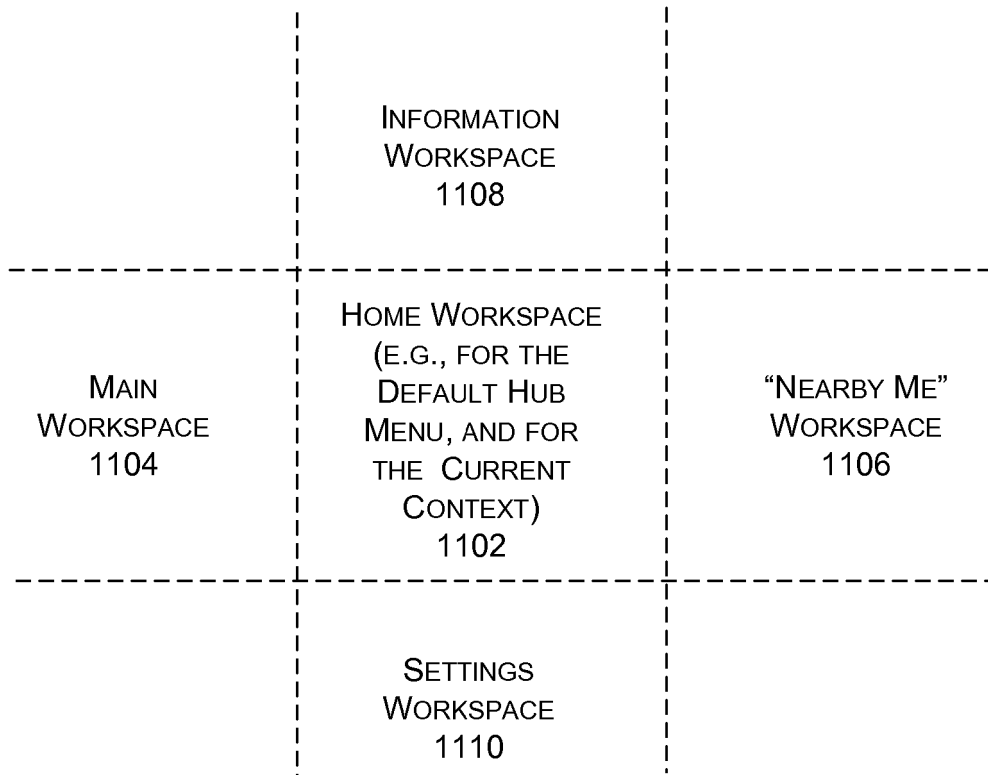 INFORMATION
WORKSPACE
1108
HOME WORKSPACE
(E.G., FOR THE
DEFAULT HUB
MENU, AND FOR
THE CURRENT
CONTEXT)
1102
MAIN
WORKSPACE
1104
“NEARBY ME”
WORKSPACE
1106
SETTINGS
WORKSPACE
1110